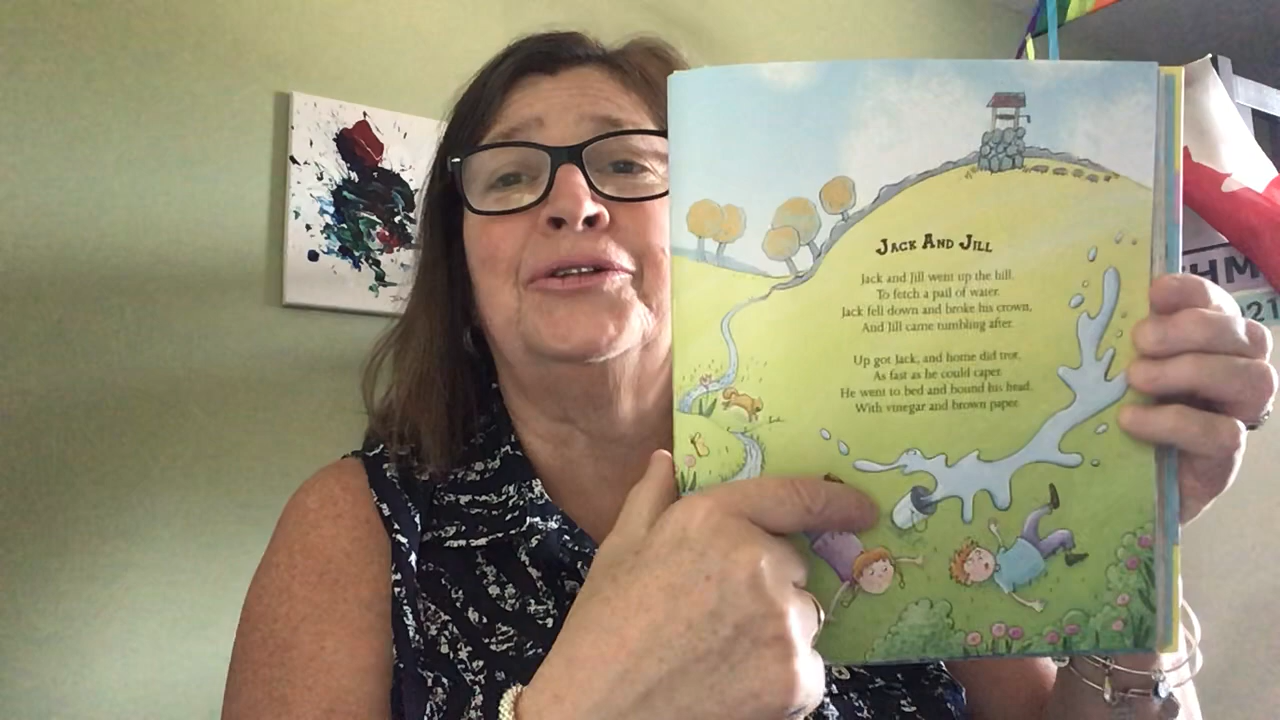 JACK AND JILL
Jack and Jill went up the hill,
To fetch a pail of water.
Jack fell down and broke his crown,
And Jill came tumbling after.
Up got Jack, and home did trot,
As fast as he could caper.
He went to bed and bound his head,
With vinegar and brown paper.